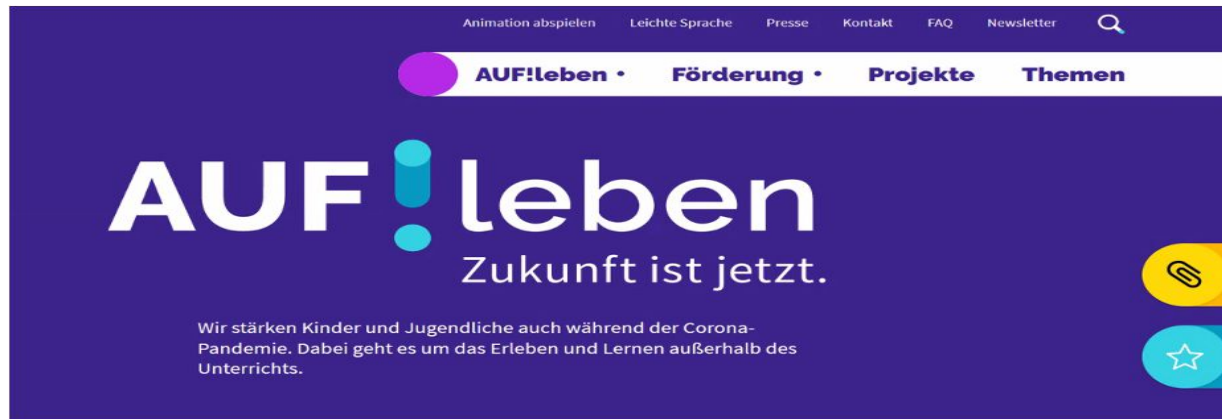 Animation abspielen Leichte Sprache Presse Kontakt FAQ Newsletter
AUF!leben • Förderung • Projekte Themen
AUF!leben
Zukunft ist jetzt.
Wir stärken Kinder und Jugendliche auch während der Corona-
Pandemie. Dabei geht es um das Erleben und Lernen außerhalb des
Unterrichts.